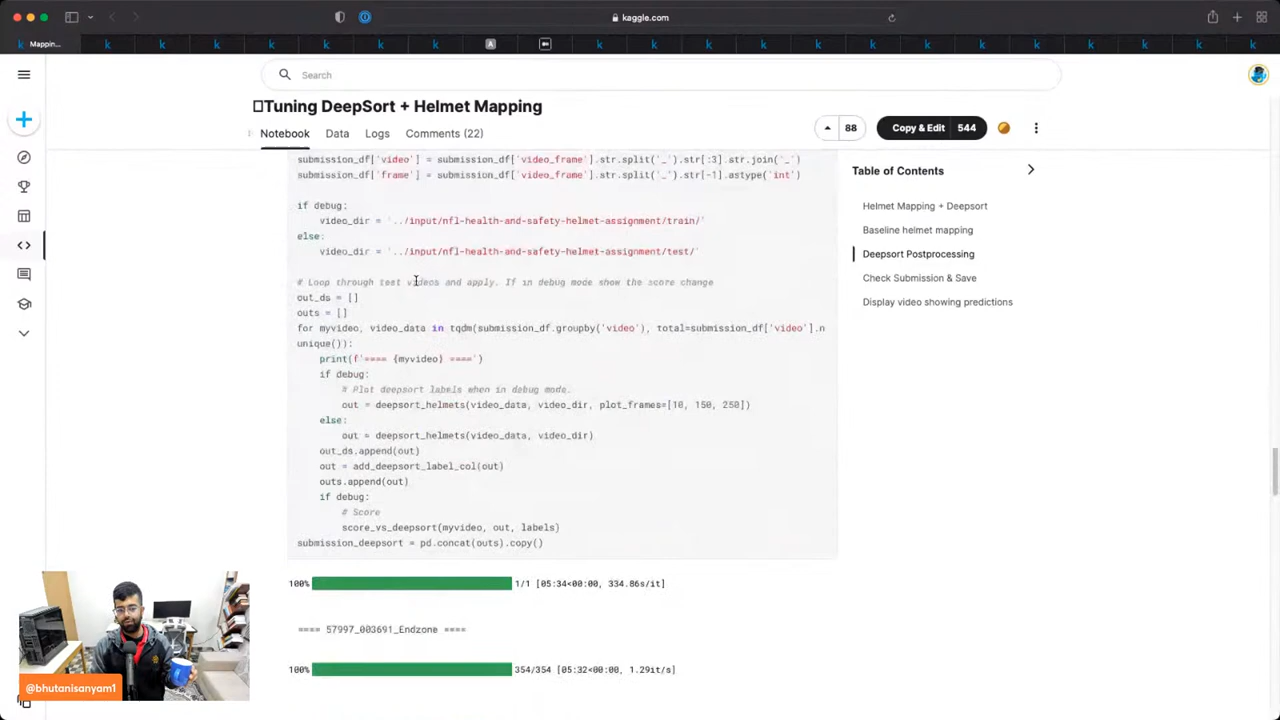 kaggle.com
Mappin...
Search
Tuning DeepSort + Helmet Mapping
Notebook Data Logs Comments (22)
88
Copy & Edit 544
submission_df['video'] = submission_df['video_frame'].str.split('_').str[:3].str.join('_')
submission_df['frame'] = submission_df['video_frame'].str.split('_').str[-1].astype('int')
if debug:
video_dir = '../input/nfl-health-and-safety-helmet-assignment/train/'
else:
video_dir = '../input/nfl-health-and-safety-helmet-assignment/test/'
# Loop through test videos and apply. If in debug mode show the score change
out_ds = []
outs = []
for myvideo, video_data in tqdm(submission_df.groupby('video'), total=submission_df['video'].n
unique()):
print(f'==== {myvideo} ====')
if debug:
# Plot deepsort labels when in debug mode.
out = deepsort_helmets(video_data, video_dir, plot_frames=[10, 150, 250])
else:
out = deepsort_helmets(video_data, video_dir)
out_ds.append(out)
out = add_deepsort_label_col(out)
outs.append(out)
if debug:
# Score
score_vs_deepsort(myvideo, out, labels)
submission_deepsort = pd.concat(outs).copy()
100% 1/1 [05:34<00:00, 334.86s/it]
==== 57997_003691_Endzone ====
100% 354/354 [05:32<00:00, 1.29it/s]
Table of Contents
Helmet Mapping + Deepsort
Baseline helmet mapping
Deepsort Postprocessing
Check Submission & Save
Display video showing predictions
@bhutanisanyam1